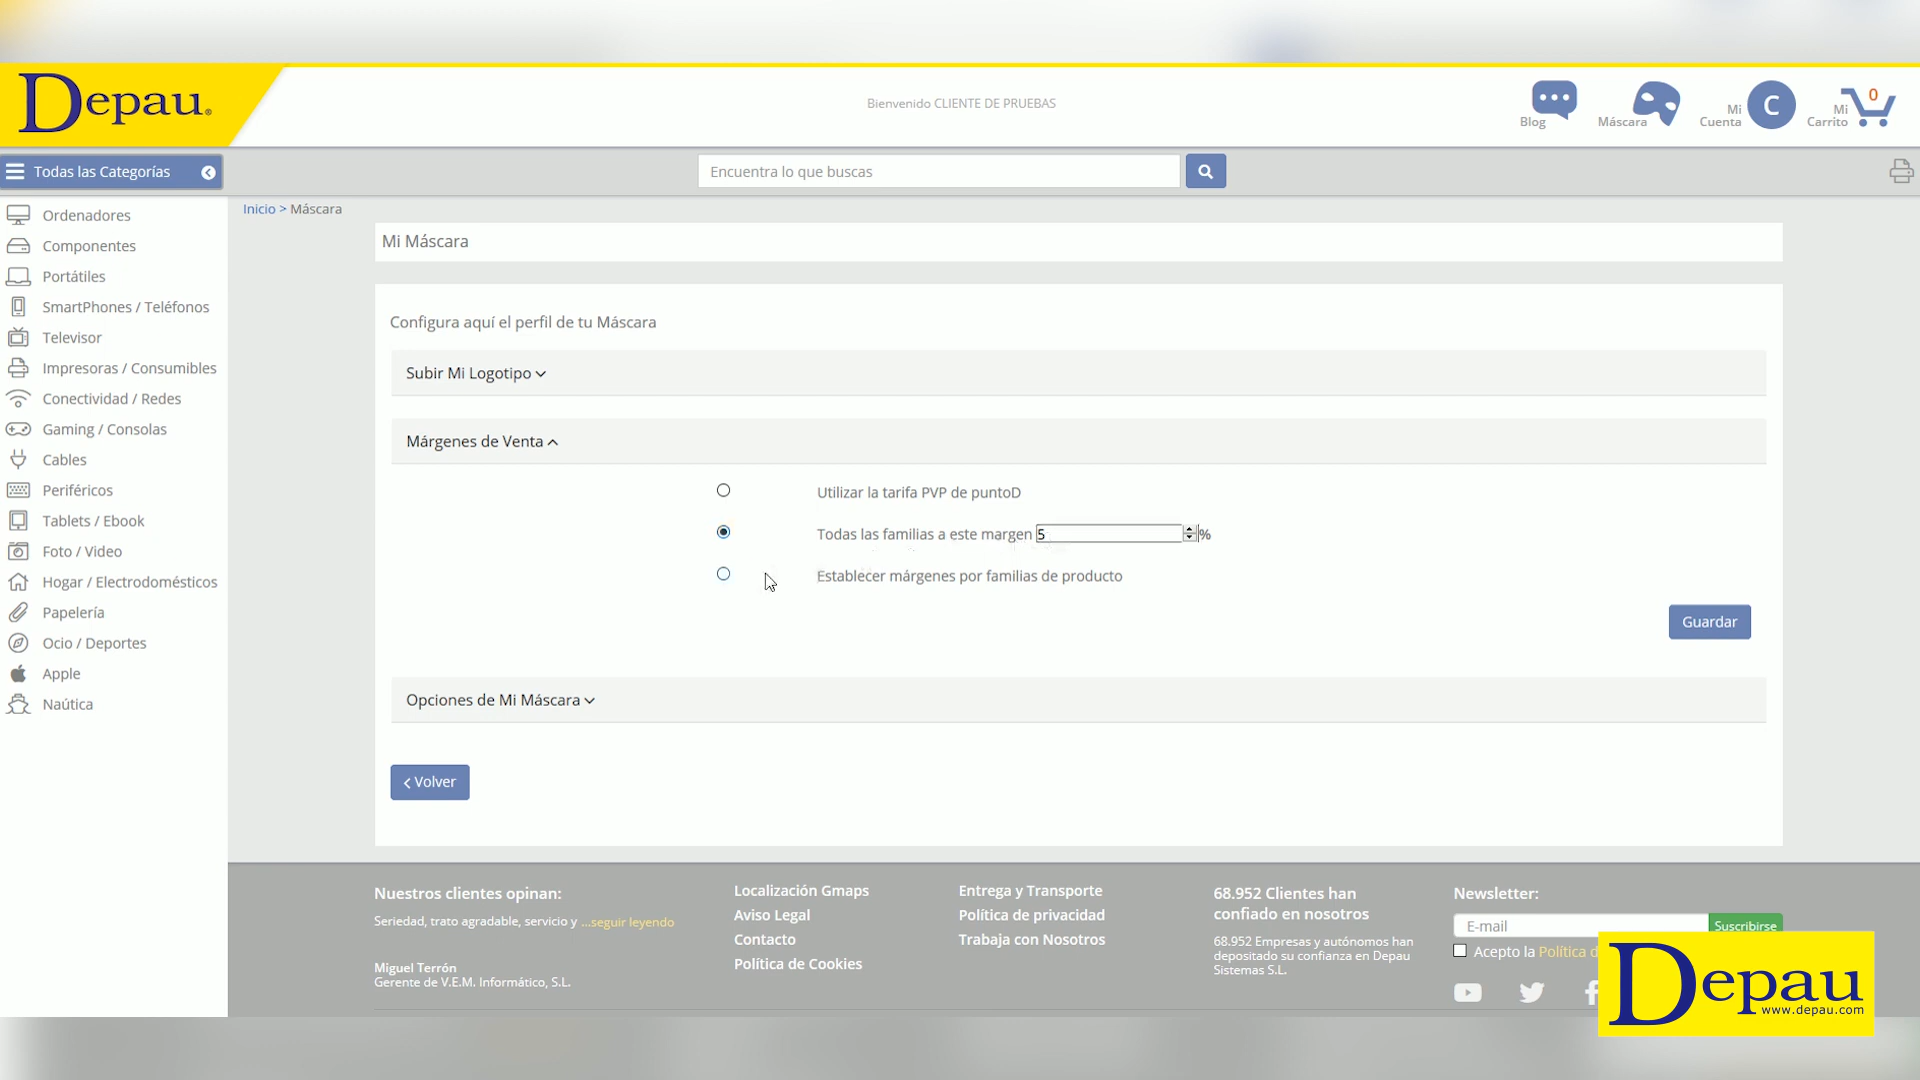 Depau®
Bienvenido CLIENTE DE PRUEBAS
Blog
Máscara
Mi
Cuenta
C
Mi
Carrito
0
Todas las Categorías
Encuentra lo que buscas
Inicio > Máscara
Ordenadores
Componentes
Portátiles
SmartPhones / Teléfonos
Televisor
Impresoras / Consumibles
Conectividad / Redes
Gaming / Consolas
Cables
Periféricos
Tablets / Ebook
Foto / Video
Hogar / Electrodomésticos
Papelería
Ocio / Deportes
Apple
Naútica
Mi Máscara
Configura aquí el perfil de tu Máscara
Subir Mi Logotipo
Márgenes de Venta
Utilizar la tarifa PVP de puntoD
Todas las familias a este margen 5 %
Establecer márgenes por familias de producto
Guardar
Opciones de Mi Máscara
< Volver
Nuestros clientes opinan:
Seriedad, trato agradable, servicio y ...seguir leyendo
Miguel Terrón
Gerente de V.E.M. Informático, S.L.
Localización Gmaps
Aviso Legal
Contacto
Política de Cookies
Entrega y Transporte
Política de privacidad
Trabaja con Nosotros
68.952 Clientes han
confiado en nosotros
68.952 Empresas y autónomos han
depositado su confianza en Depau
Sistemas S.L.
Newsletter:
E-mail
Suscribirse
Acepto la Política
Depau
www.depau.com